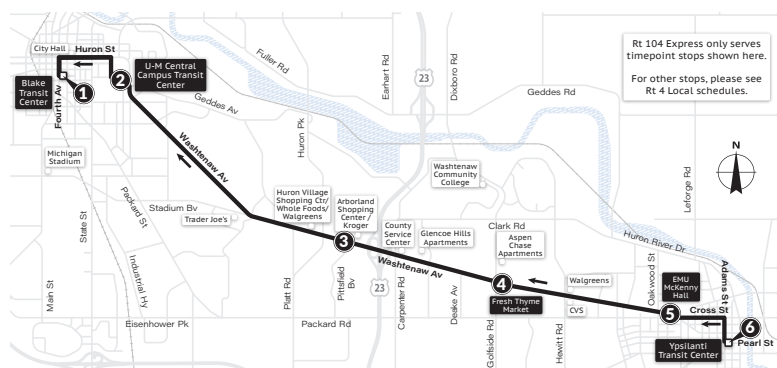 Rt 104 Express only serves
timepoint stops shown here.
For other stops, please see
Rt 4 Local schedules.
City Hall
Huron St
U-M Central
Campus Transit
Center
2
Blake
Transit
Center
Fourth Av
1
Fuller Rd
Geddes Av
Earhart Rd
23
Dixboro Rd
Geddes Rd
N
Huron Pk
Washtenaw Av
Michigan
Stadium
State St
Packard St
Stadium Bv
Trader Joe's
Huron Village
Shopping Ctr/
Whole Foods/
Walgreens
Arborland
Shopping
Center /
Kroger
3
County
Service
Center
Glencoe Hills
Apartments
Washtenaw
Community
College
Clark Rd
Aspen
Chase
Apartments
Leforge Rd
Huron River Dr
Main St
Industrial Hy
Eisenhower Pk
Platt Rd
Pittsfield
Bv
Packard Rd
23
Carpenter Rd
Washtenaw Av
Deake Av
4
Fresh Thyme
Market
Golfside Rd
Hewitt Rd
Walgreens
CVS
Oakwood St
EMU
McKenny
Hall
5
Adams St
Cross St
6
Pearl St
Ypsilanti
Transit Center